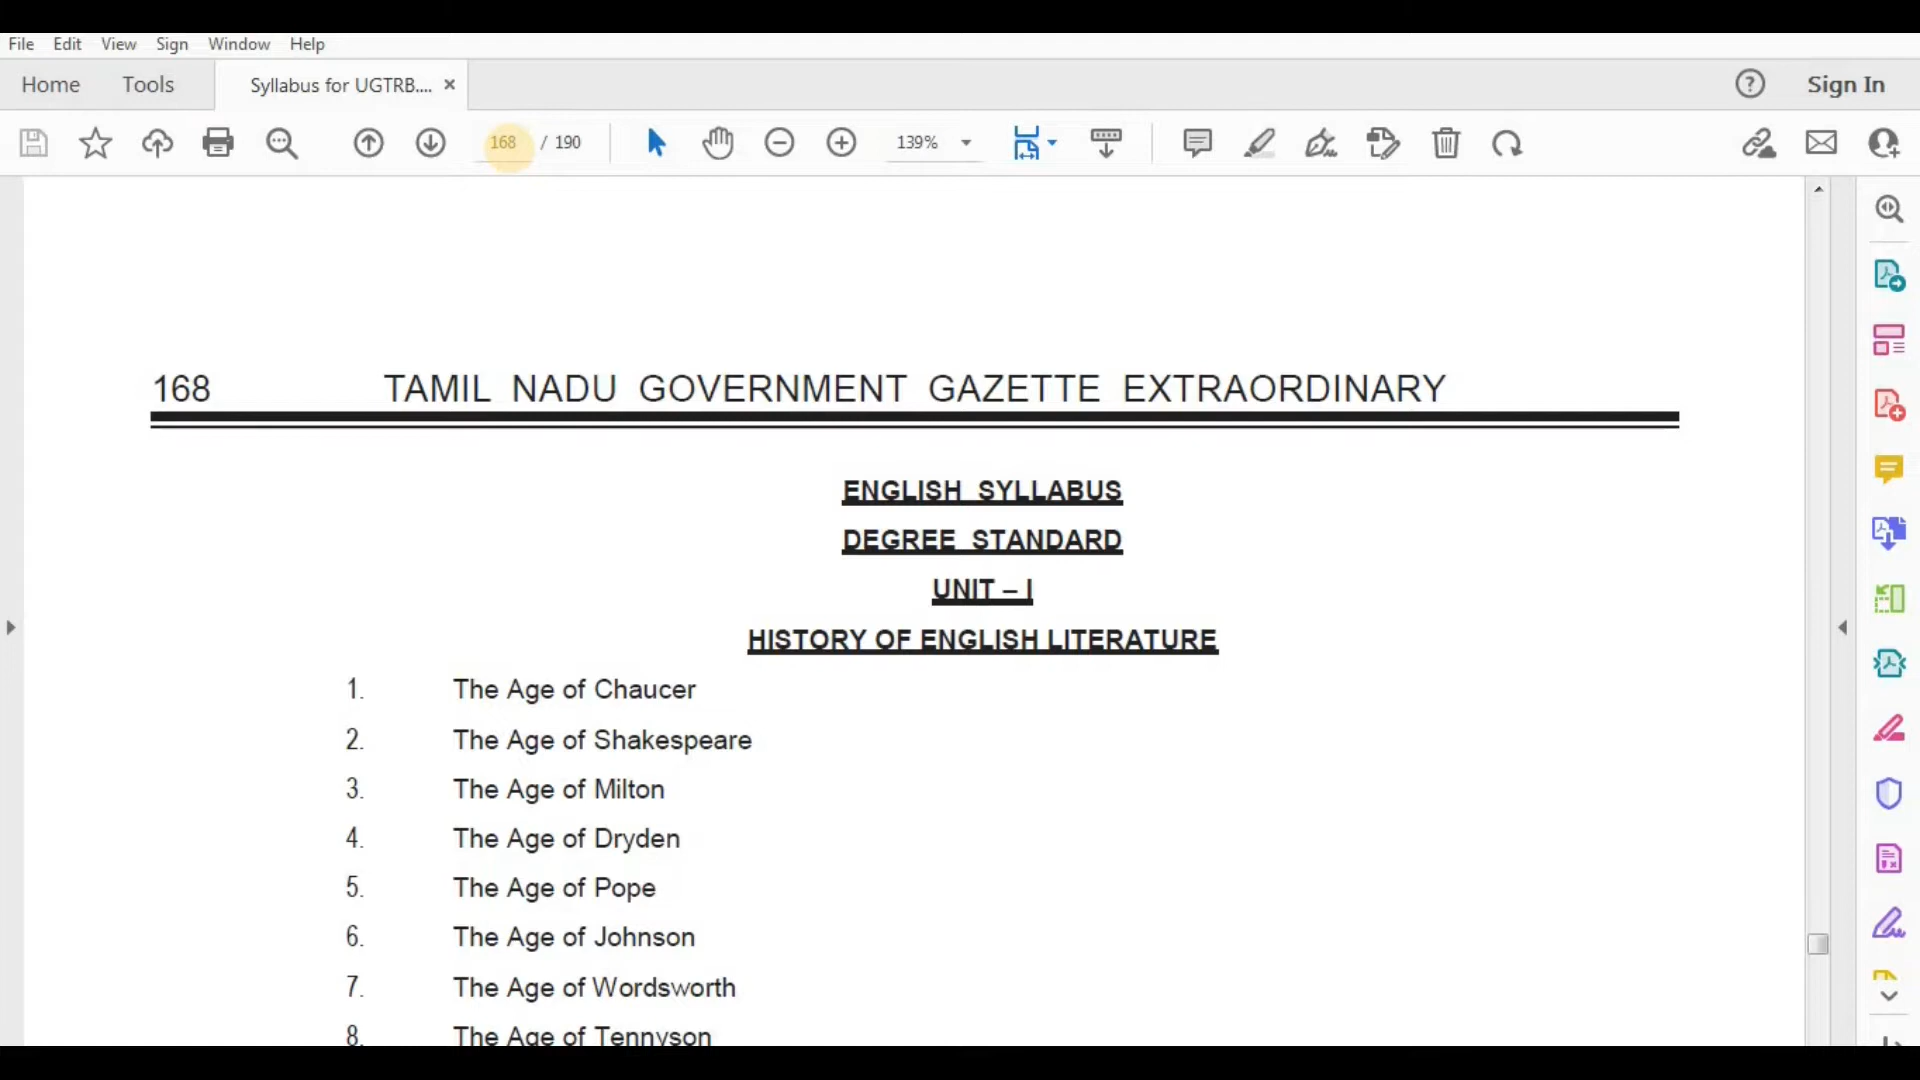 File Edit View Sign Window Help
Home Tools Syllabus for UGTRB.... × ? Sign In
168 / 190 139%
168 TAMIL NADU GOVERNMENT GAZETTE EXTRAORDINARY
ENGLISH SYLLABUS
DEGREE STANDARD
UNIT – I
HISTORY OF ENGLISH LITERATURE
1. The Age of Chaucer
2. The Age of Shakespeare
3. The Age of Milton
4. The Age of Dryden
5. The Age of Pope
6. The Age of Johnson
7. The Age of Wordsworth
8. The Age of Tennyson